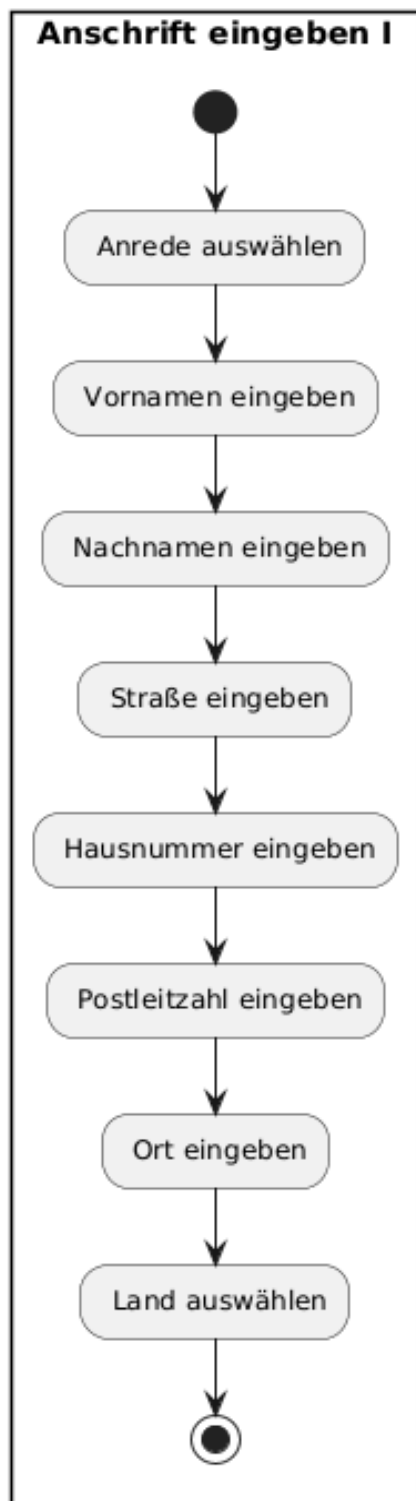 Anschrift eingeben I
Anrede auswählen
Vornamen eingeben
Nachnamen eingeben
Straße eingeben
Hausnummer eingeben
Postleitzahl eingeben
Ort eingeben
Land auswählen